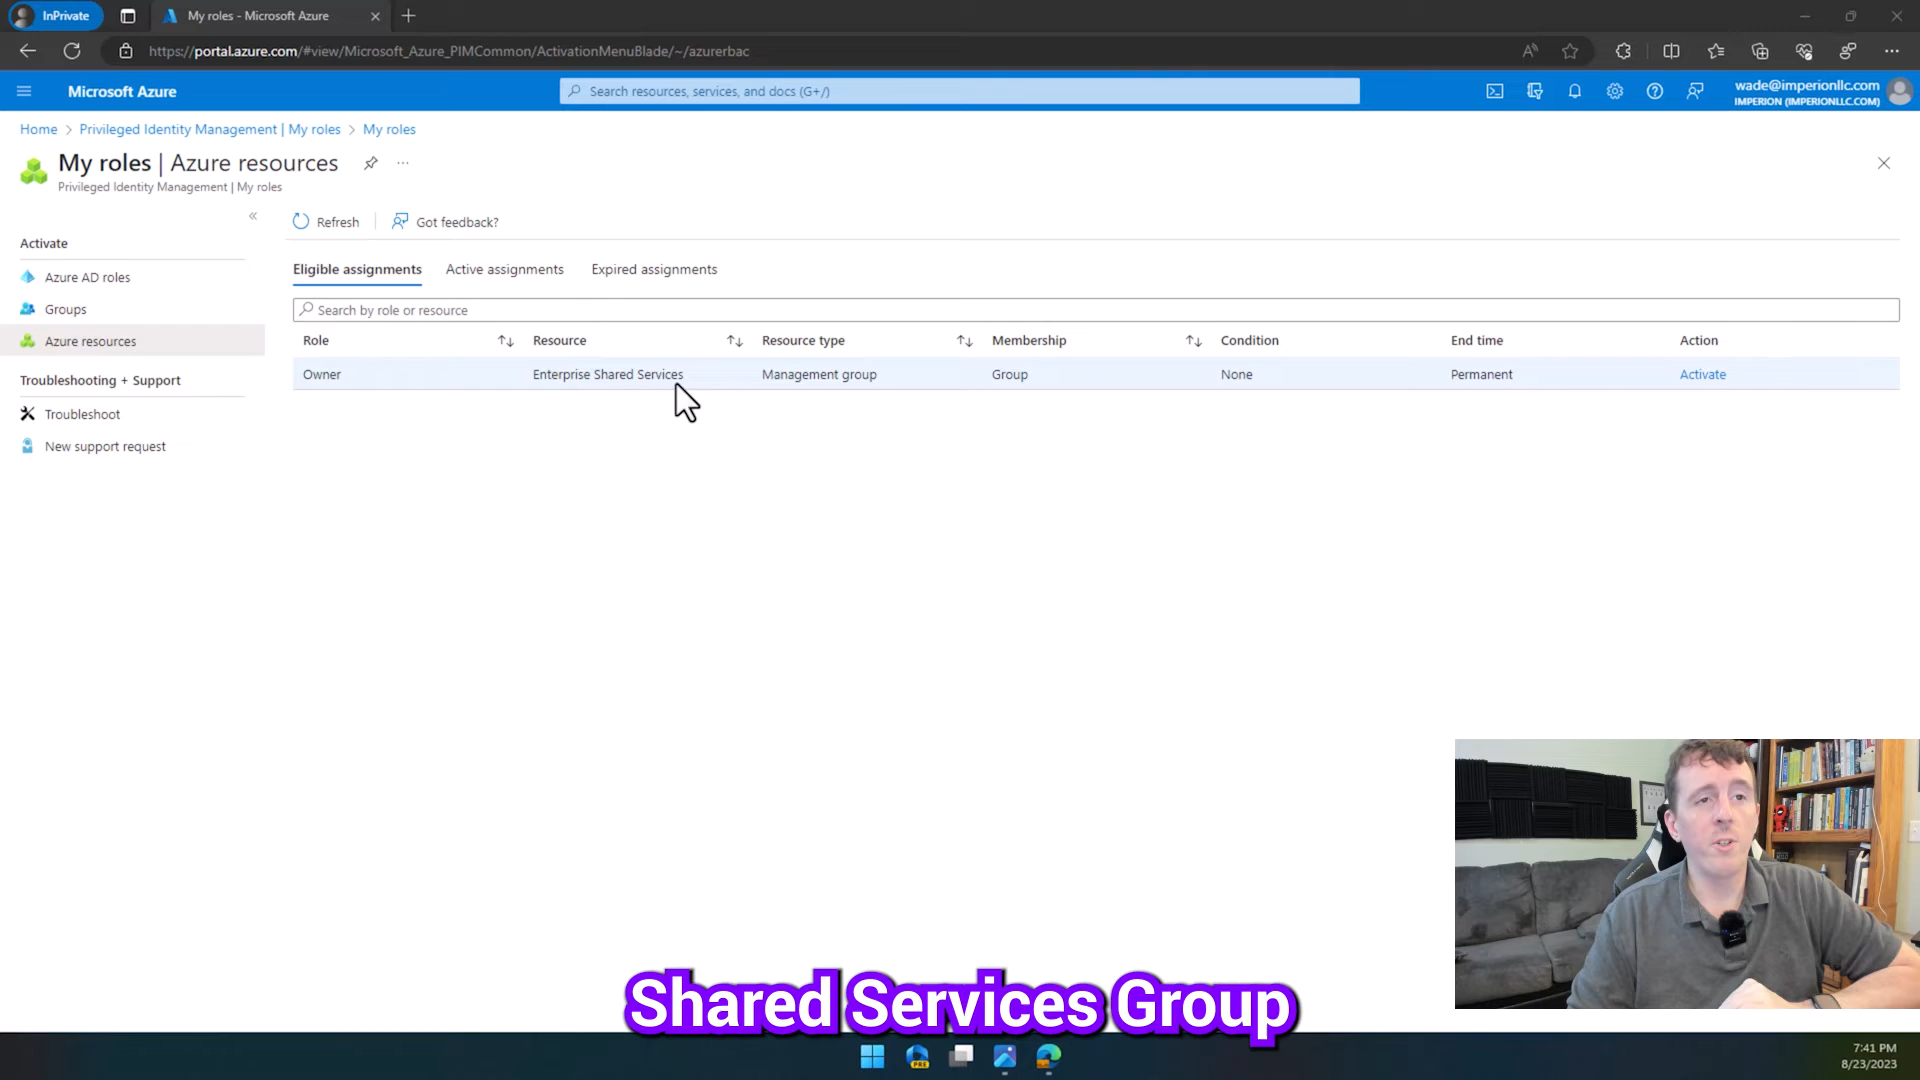 InPrivate
My roles - Microsoft Azure
https://portal.azure.com/#view/Microsoft_Azure_PIMCommon/ActivationMenuBlade/~/azurerbac
Microsoft Azure
Search resources, services, and docs (G+/)
wade@imperionllc.com
IMPERION (IMPERIONLLC.COM)
Home > Privileged Identity Management | My roles > My roles
My roles | Azure resources
Privileged Identity Management | My roles
Refresh
Got feedback?
Activate
Azure AD roles
Groups
Azure resources
Troubleshooting + Support
Troubleshoot
New support request
Eligible assignments
Active assignments
Expired assignments
Search by role or resource
Role Resource Resource type Membership Condition End time Action
Owner Enterprise Shared Services Management group Group None Permanent Activate
Shared Services Group
PRE
7:41 PM
8/23/2023